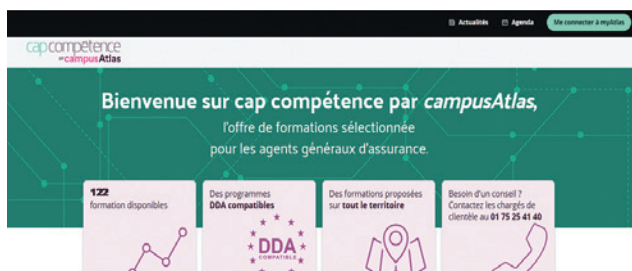 Actualités
Agenda
Me connecter à myAtlas
cap compétence
par campusAtlas
Bienvenue sur cap compétence par campusAtlas,
l'offre de formations sélectionnée
pour les agents généraux d'assurance.
122
formation disponibles
Des programmes
DDA compatibles
DDA
COMPATIBLE
Des formations proposées
sur tout le territoire
Besoin d'un conseil ?
Contactez les chargés de
clientèle au 01 75 25 41 40